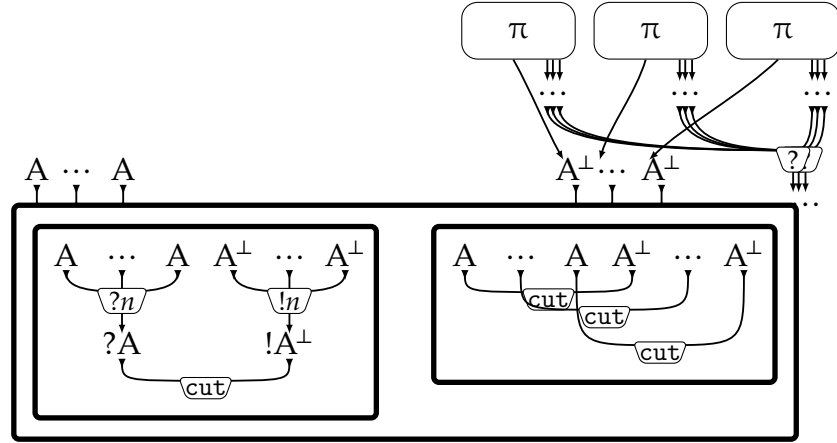 π π π
... ... ...
A ... A A⊥ ... A⊥ ?
...
A ... A A⊥ ... A⊥ A ... A A⊥ ... A⊥
?n !n cut
cut
?A !A⊥ cut
cut